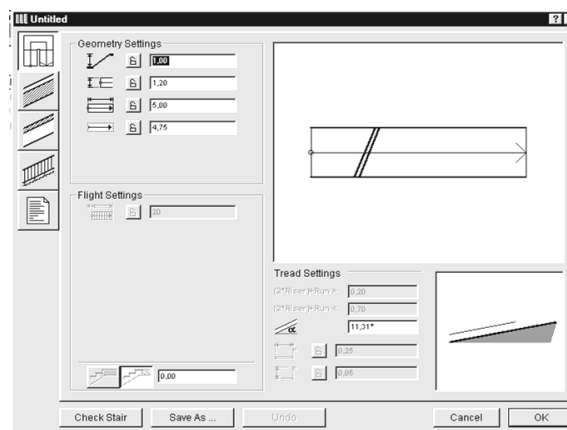 Untitled
Geometry Settings
1,00
1,20
5,00
4,75
Flight Settings
20
0,00
Tread Settings
(2*Riser)+Run >
0,20
(2*Riser)+Run <
0,70
α
11,31°
0,25
0,05
Check Stair
Save As ...
Undo
Cancel
OK